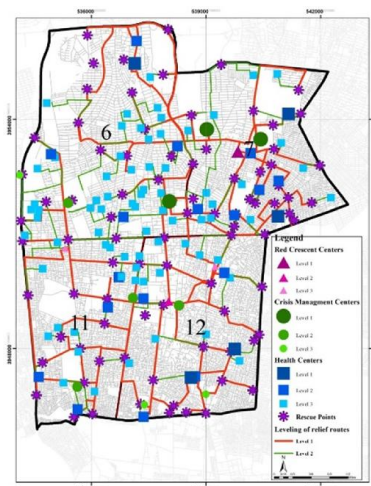 536000 539000 542000
6
7
11
12
Legend
Red Crescent Centers
Level 1
Level 2
Level 3
Crisis Managment Centers
Level 1
Level 2
Level 3
Health Centers
Level 1
Level 2
Level 3
Rescue Points
Leveling of relief routes
Level 1
Level 2
N